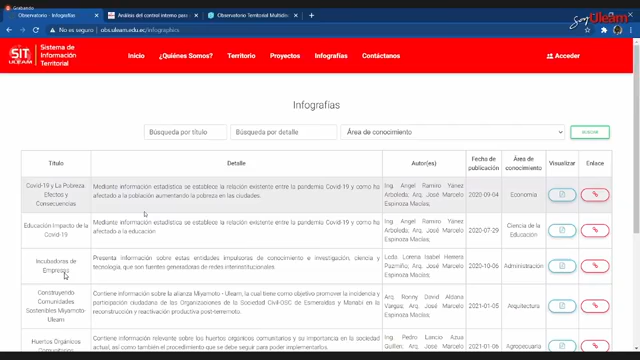 Grabando
Observatorio - Infografias
Análisis del control interno pas
Observatorio Territorial Multidis
No es seguro | obs.uleam.edu.ec/infographirs
soy Uleam
SIT
ULEAM
Sistema de
Información
Territorial
Inicio ¿Quiénes Somos? Territorio Proyectos Infografías Contáctanos
Acceder
Infografías
Búsqueda por título
Búsqueda por detalle
Área de conocimiento
BUSCAR
Título Detalle Autor(es) Fecha de publicación Área de conocimiento Visualizar Enlace
Covid-19 y La Pobreza:
Efectos y
Consecuencias
Mediante información estadística se establece la relación existente entre la pandemia Covid-19 y como ha
afectado a la población aumentando la pobreza en las ciudades.
Ing. Angel Ramiro Yánez
Arboleda; Arq. José Marcelo
Espinoza Macías.
2020-09-04
Economía
Educación Impacto de la
Covid-19
Mediante información estadística se establece la relación existente entre la pandemia Covid-19 y como ha
afectado a la educación
Ing. Angel Ramiro Yánez
Arboleda; Arq. José Marcelo
Espinoza Macías.
2020-07-29
Ciencia de la
Educación
Incubadoras de
Empresas
Presenta información sobre estas entidades impulsoras de conocimiento e investigación, ciencia y
tecnología, que son fuentes generadoras de redes interinstitucionales
Lcda. Lorena Isabel Herrera
Pazmiño, Arq. José Marcelo
Espinoza Macías.
2020-10-06
Administración
Construyendo
Comunidades
Sostenibles Miyamoto-
Uleam
Contiene información sobre la alianza Miyamoto - Uleam, la cual tiene como objetivo promover la incidencia y
participación ciudadana de las Organizaciones de la Sociedad Civil-OSC de Esmeraldas y Manabí en la
reconstrucción y reactivación productiva post-terremoto.
Arq. Ronny David Aldana
Vargas; Arq. José Marcelo
Espinoza Macías.
2021-01-05
Arquitectura
Huertos Orgánicos
Comunitarios
Contiene información relevante sobre los huertos orgánicos comunitarios y su importancia en la sociedad
actual, así como también el procedimiento que se debe seguir para poder implementarlos.
Ing. Pedro
Arq. José Marcelo
Espinoza Macías.
2021-01-06
Agropecuaria